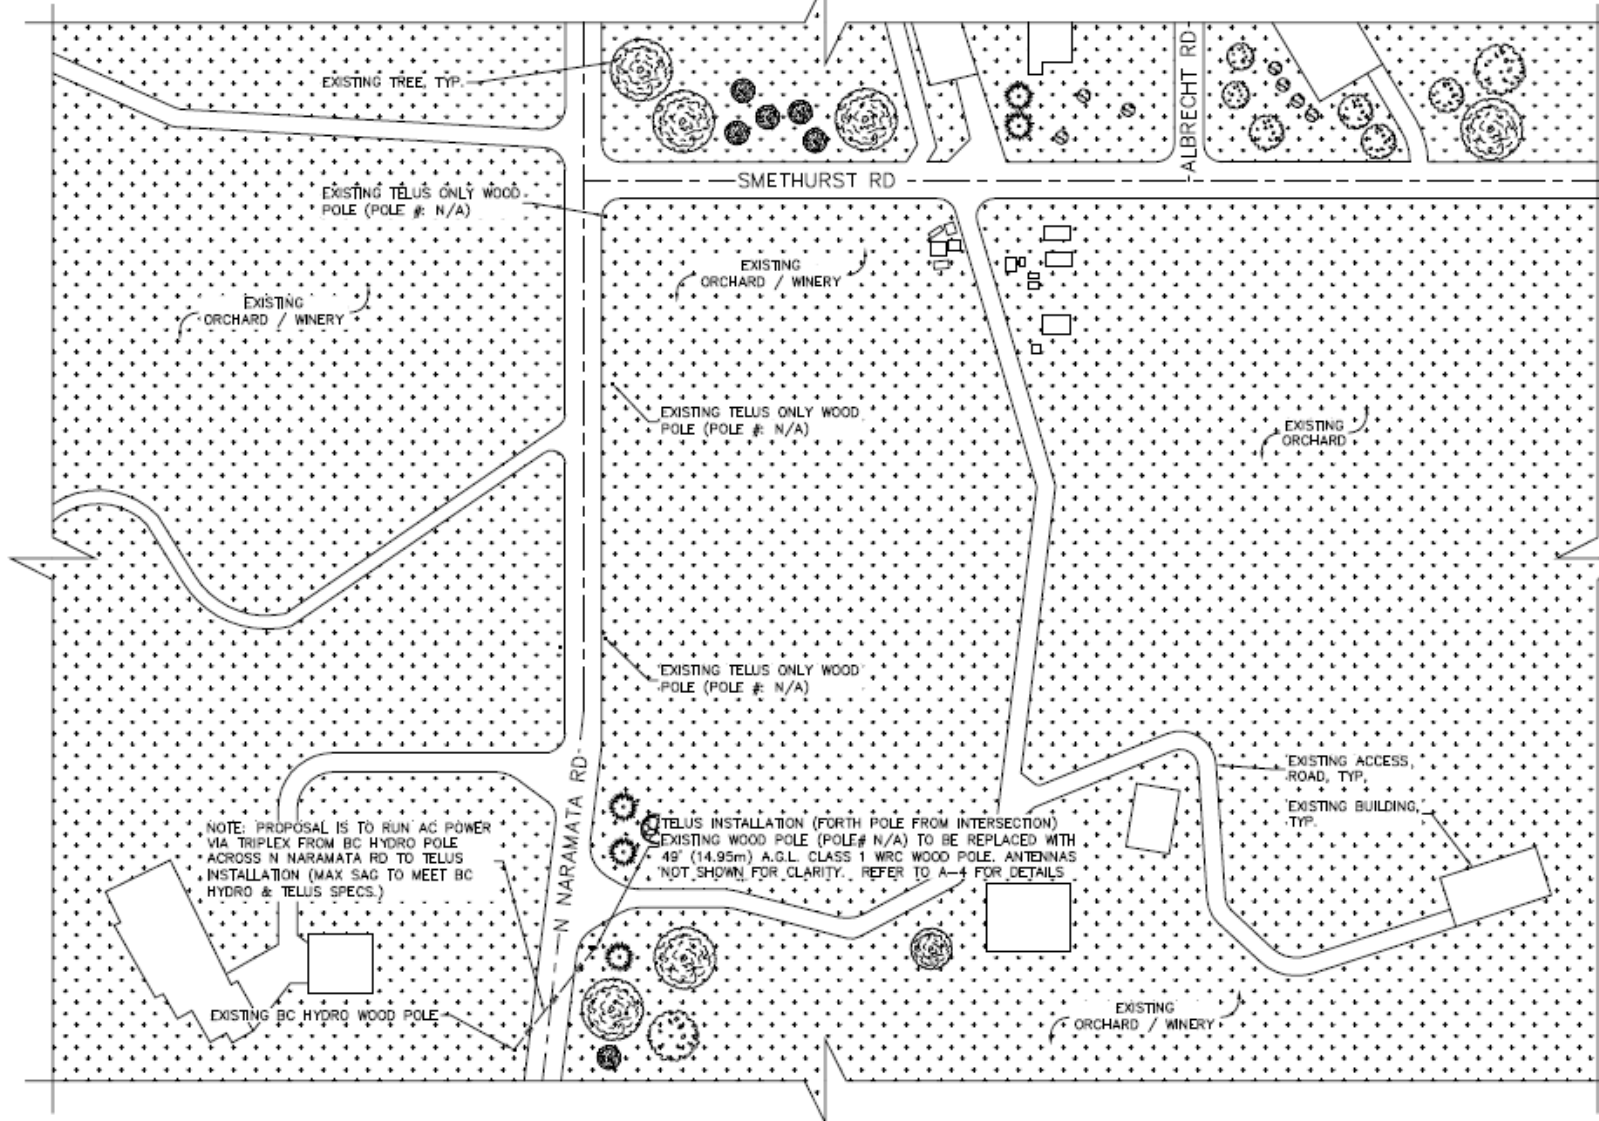 EXISTING TREE, TYP.
ALBRECHT RD
SMETHURST RD
EXISTING TELUS ONLY WOOD
POLE (POLE #: N/A)
EXISTING
ORCHARD / WINERY
EXISTING
ORCHARD / WINERY
EXISTING TELUS ONLY WOOD
POLE (POLE #: N/A)
EXISTING
ORCHARD
EXISTING TELUS ONLY WOOD
POLE (POLE #: N/A)
N NARAMATA RD
EXISTING ACCESS
ROAD, TYP,
EXISTING BUILDING,
TYP.
NOTE: PROPOSAL IS TO RUN AC POWER
VIA TRIPLEX FROM BC HYDRO POLE
ACROSS N NARAMATA RD TO TELUS
INSTALLATION (MAX SAG TO MEET BC
HYDRO & TELUS SPECS.)
TELUS INSTALLATION (FORTH POLE FROM INTERSECTION)
EXISTING WOOD POLE (POLE# N/A) TO BE REPLACED WITH
49' (14.95m) A.G.L. CLASS 1 WRC WOOD POLE. ANTENNAS
NOT SHOWN FOR CLARITY. REFER TO A-4 FOR DETAILS
EXISTING BC HYDRO WOOD POLE
EXISTING
ORCHARD / WINERY